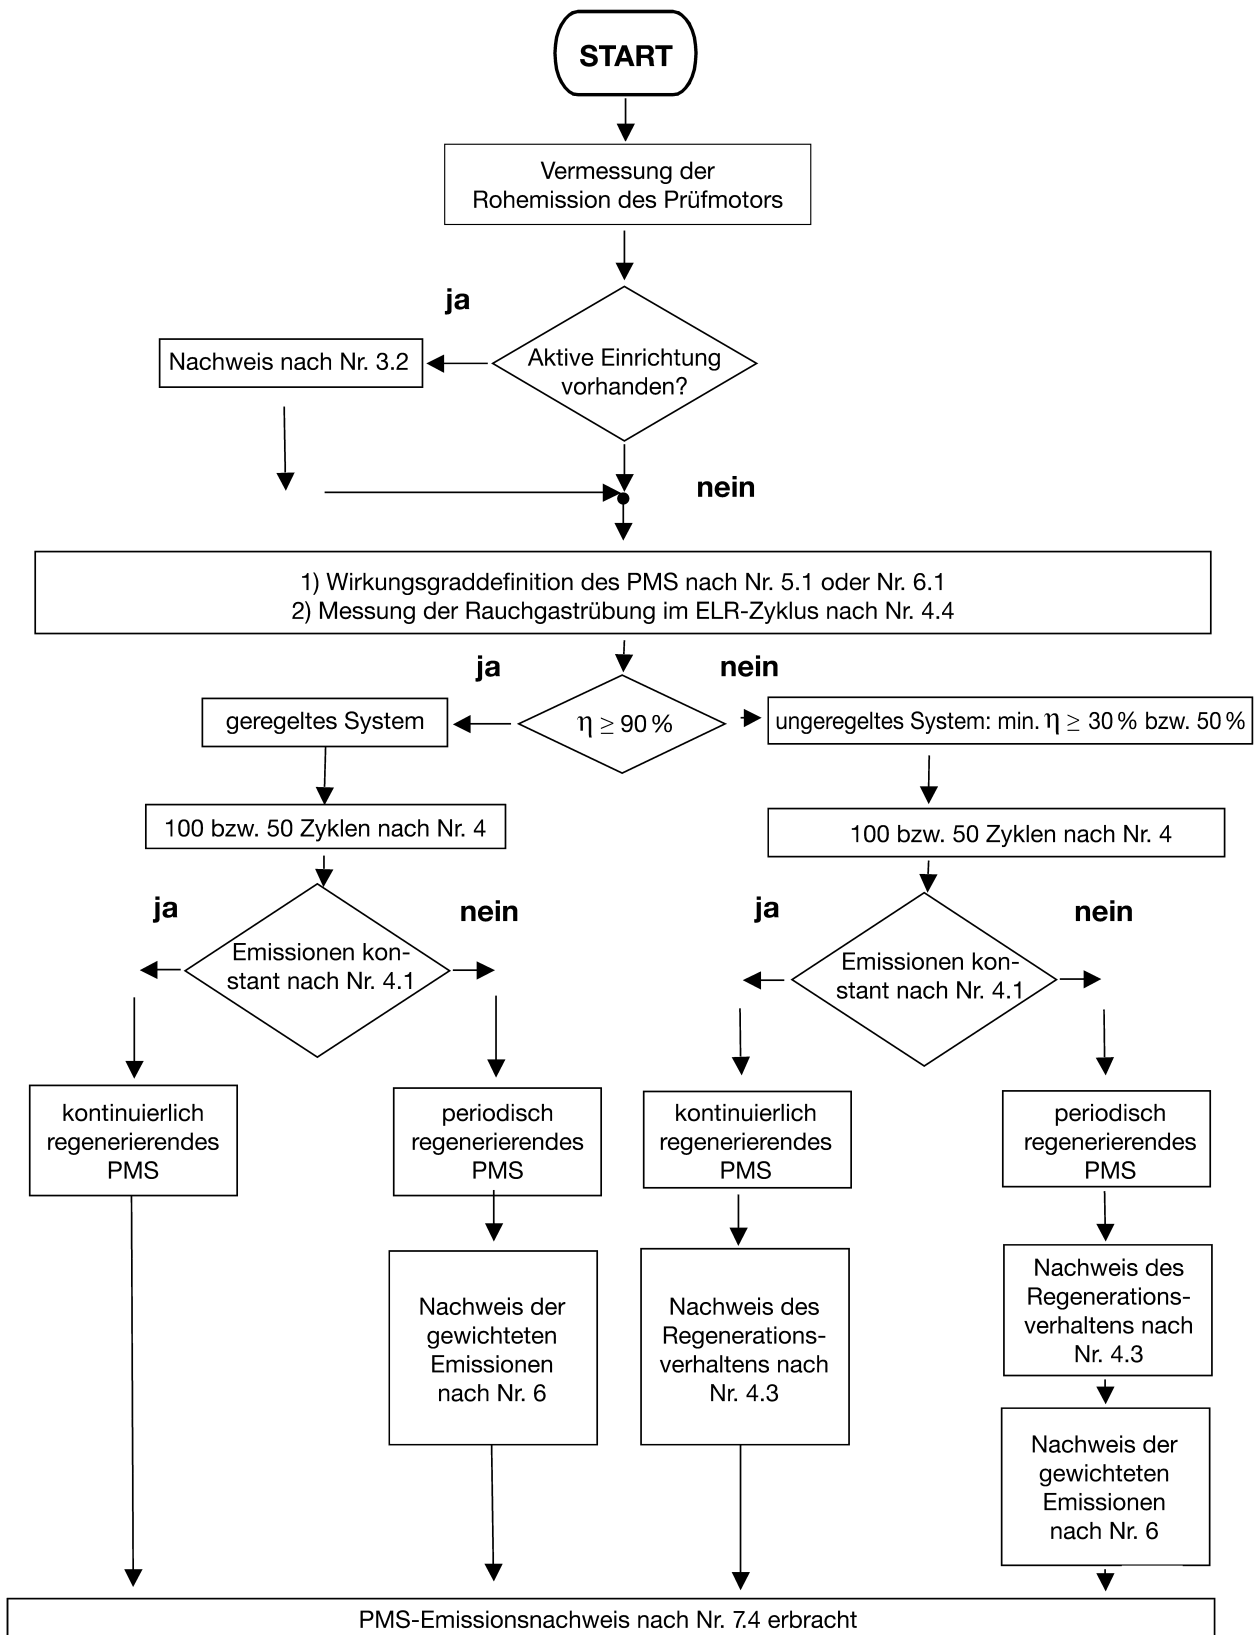 START
Vermessung der
Rohemission des Prüfmotors
ja
Nachweis nach Nr. 3.2
Aktive Einrichtung
vorhanden?
nein
1) Wirkungsgraddefinition des PMS nach Nr. 5.1 oder Nr. 6.1
2) Messung der Rauchgastrübung im ELR-Zyklus nach Nr. 4.4
ja
nein
geregeltes System
η ≥ 90 %
ungeregeltes System: min. η ≥ 30 % bzw. 50 %
100 bzw. 50 Zyklen nach Nr. 4
100 bzw. 50 Zyklen nach Nr. 4
ja
nein
Emissionen kon-
stant nach Nr. 4.1
ja
nein
Emissionen kon-
stant nach Nr. 4.1
kontinuierlich
regenerierendes
PMS
periodisch
regenerierendes
PMS
kontinuierlich
regenerierendes
PMS
periodisch
regenerierendes
PMS
Nachweis der
gewichteten
Emissionen
nach Nr. 6
Nachweis des
Regenerations-
verhaltens nach
Nr. 4.3
Nachweis des
Regenerations-
verhaltens nach
Nr. 4.3
Nachweis der
gewichteten
Emissionen
nach Nr. 6
PMS-Emissionsnachweis nach Nr. 7.4 erbracht